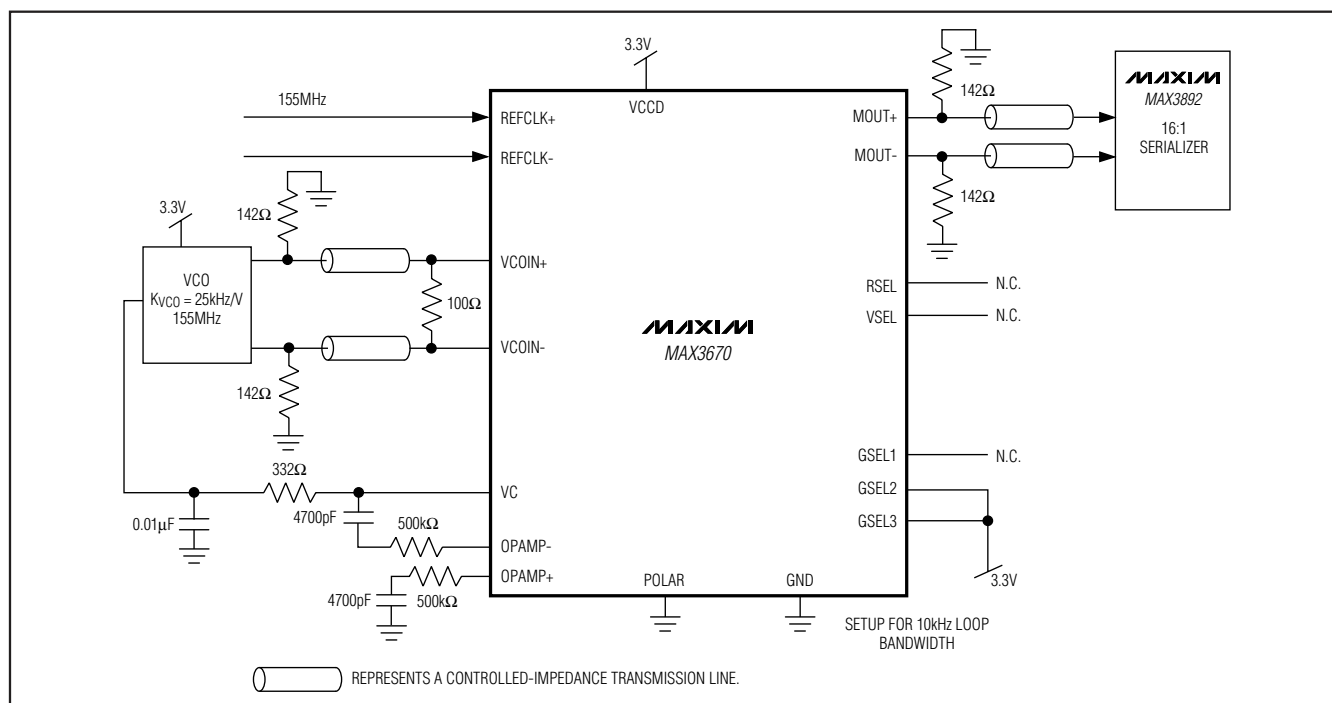 3.3V
VCCD
155MHz
REFCLK+
REFCLK-
142Ω
3.3V
VCO
KVCO = 25kHz/V
155MHz
VCOIN+
100Ω
VCOIN-
142Ω
332Ω
VC
0.01µF
4700pF
500kΩ
OPAMP-
OPAMP+
4700pF
500kΩ
MAXIM
MAX3670
POLAR
GND
MOUT+
MOUT-
142Ω
142Ω
MAXIM
MAX3892
16:1
SERIALIZER
RSEL
N.C.
VSEL
N.C.
GSEL1
N.C.
GSEL2
GSEL3
3.3V
SETUP FOR 10kHz LOOP
BANDWIDTH
REPRESENTS A CONTROLLED-IMPEDANCE TRANSMISSION LINE.